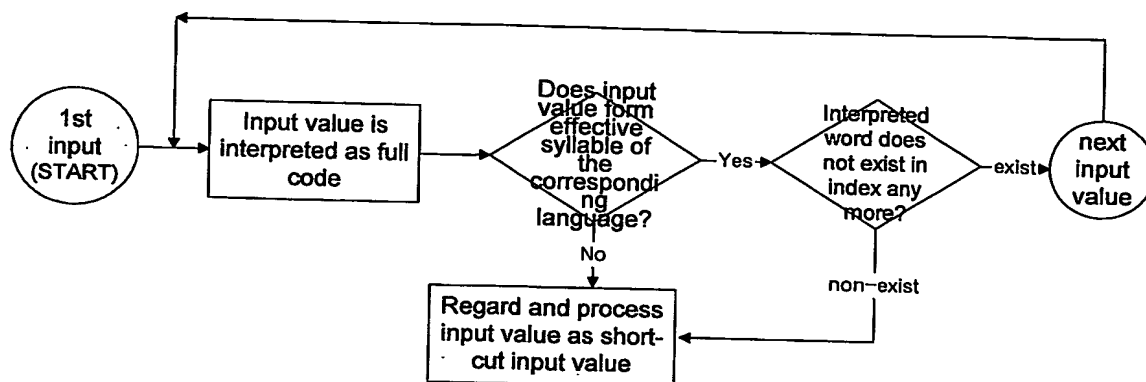 1st
input
(START)
Input value is
interpreted as full
code
Does input
value form
effective
syllable of
the
correspondi
ng
language?
Yes
Interpreted
word does
not exist in
index any
more?
exist
next
input
value
No
non-exist
Regard and process
input value as short-
cut input value